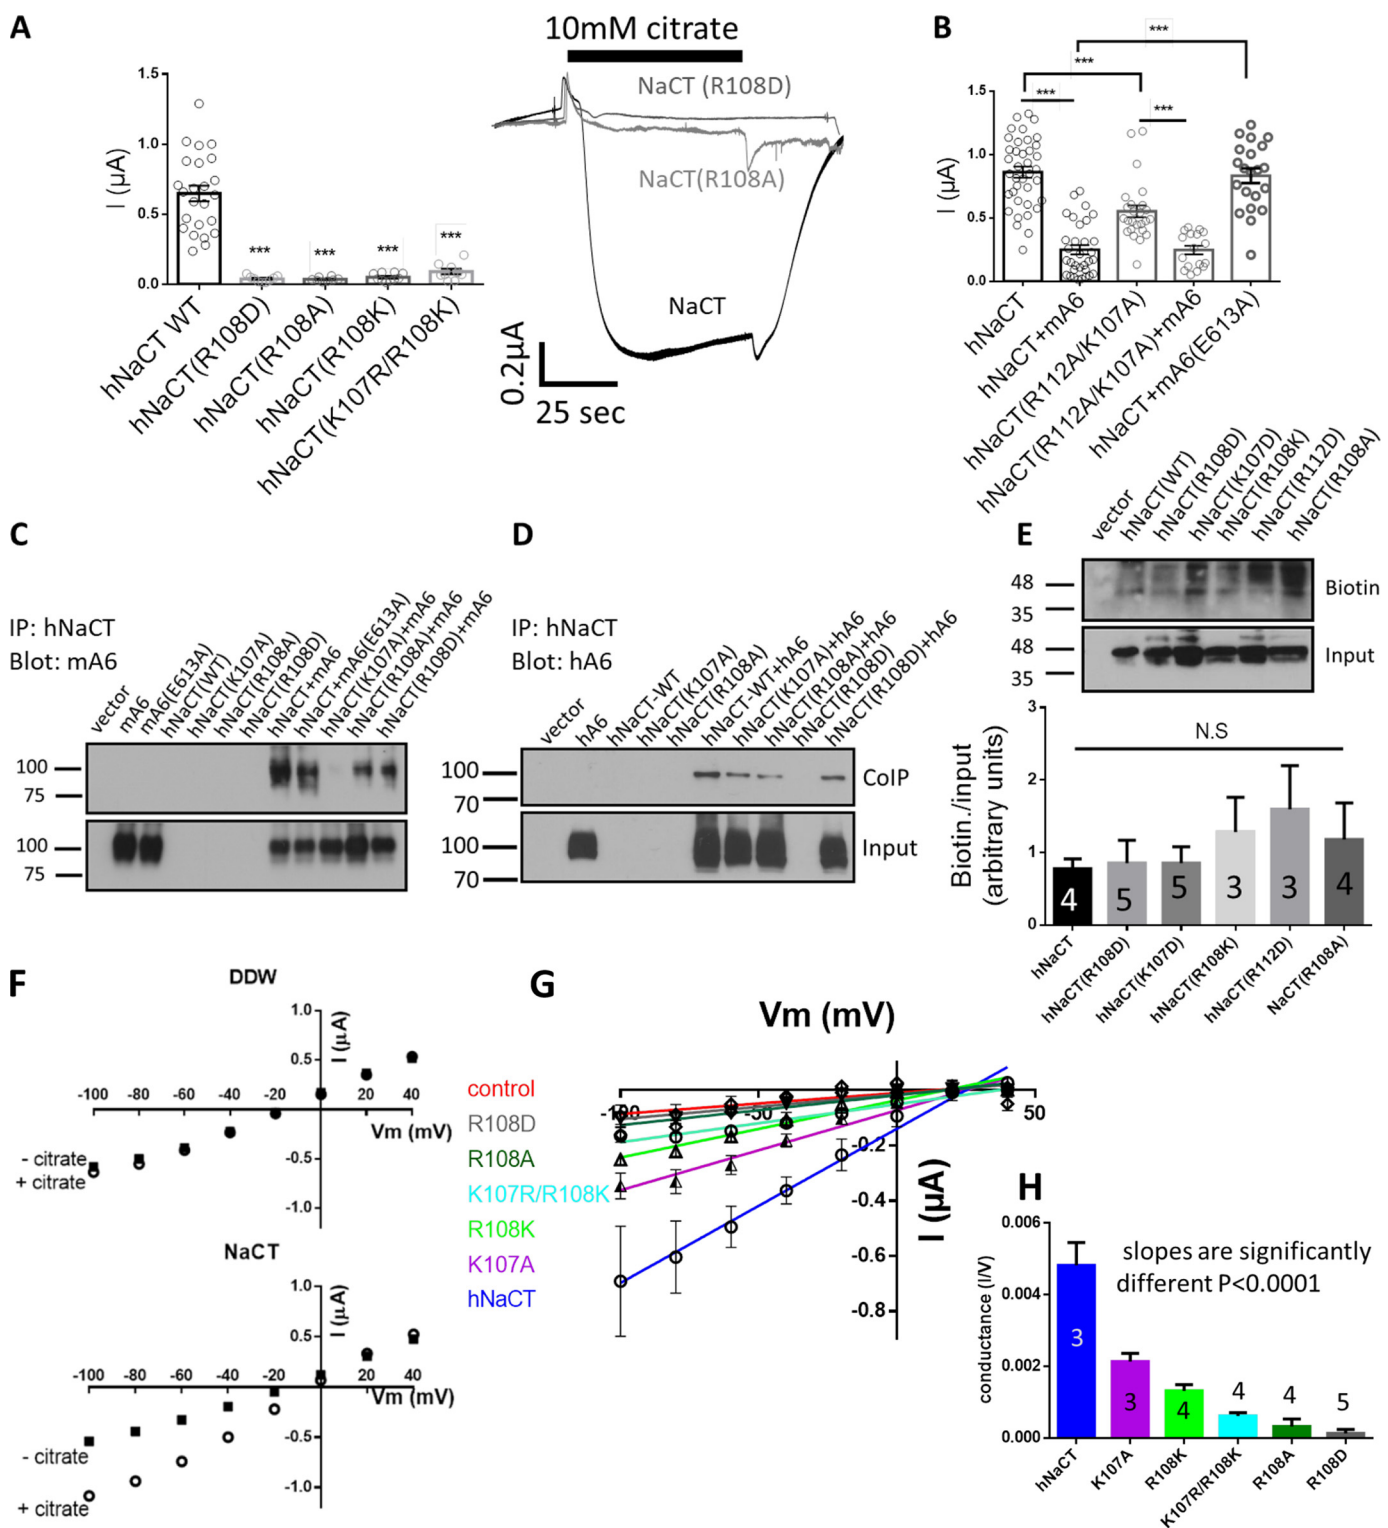 A
10mM citrate
NaCT (R108D)
NaCT(R108A)
NaCT
0.2µA
25 sec
I (µA)
1.5
1.0
0.5
0.0
***
***
***
***
hNaCT WT
hNaCT(R108D)
hNaCT(R108A)
hNaCT(R108K)
hNaCT(K107R/R108K)
B
***
***
***
***
I (µA)
1.5
1.0
0.5
0.0
hNaCT
hNaCT+mA6
hNaCT(R112A/K107A)
hNaCT(R112A/K107A)+mA6
hNaCT+mA6(E613A)
C
IP: hNaCT
Blot: mA6
vector
mA6
mA6(E613A)
hNaCT(WT)
hNaCT(K107A)
hNaCT(R108A)
hNaCT(R108D)
hNaCT+mA6
hNaCT+mA6(E613A)
hNaCT(K107A)+mA6
hNaCT(R108A)+mA6
hNaCT(R108D)+mA6
100
75
100
75
D
IP: hNaCT
Blot: hA6
vector
hA6
hNaCT-WT
hNaCT(K107A)
hNaCT(R108A)
hNaCT-WT+hA6
hNaCT(K107A)+hA6
hNaCT(R108A)+hA6
hNaCT(R108D)
hNaCT(R108D)+hA6
100
70
CoIP
100
70
Input
E
vector
hNaCT(WT)
hNaCT(R108D)
hNaCT(K107D)
hNaCT(R108K)
hNaCT(R112D)
hNaCT(R108A)
48
35
Biotin
48
35
Input
Biotin./input
(arbitrary units)
3
2
1
0
N.S
4
5
5
3
3
4
hNaCT
hNaCT(R108D)
hNaCT(K107D)
hNaCT(R108K)
hNaCT(R112D)
NaCT(R108A)
F
DDW
1.0
0.5
-0.5
-1.0
I (µA)
-100 -80 -60 -40 -20 0 20 40
Vm (mV)
- citrate
+ citrate
NaCT
1.0
0.5
-0.5
-1.0
I (µA)
-100 -80 -60 -40 -20 0 20 40
Vm (mV)
- citrate
+ citrate
G
Vm (mV)
control
R108D
R108A
K107R/R108K
R108K
K107A
hNaCT
-100 -50 50
-0.2
-0.4
-0.6
-0.8
I (µA)
H
slopes are significantly
different P<0.0001
conductance (I/V)
0.006
0.004
0.002
0.000
3
3
4
4
4
5
hNaCT
K107A
R108K
K107R/R108K
R108A
R108D